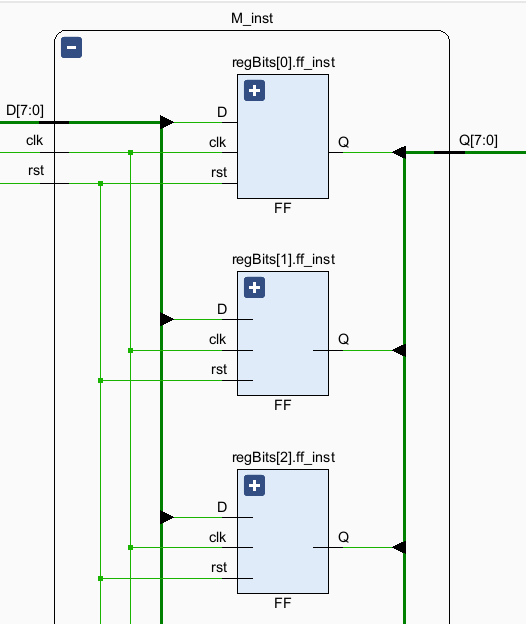 M_inst
regBits[0].ff_inst
D[7:0]
D
clk
clk
Q
Q[7:0]
rst
rst
FF
regBits[1].ff_inst
D
clk
Q
rst
FF
regBits[2].ff_inst
D
clk
Q
rst
FF